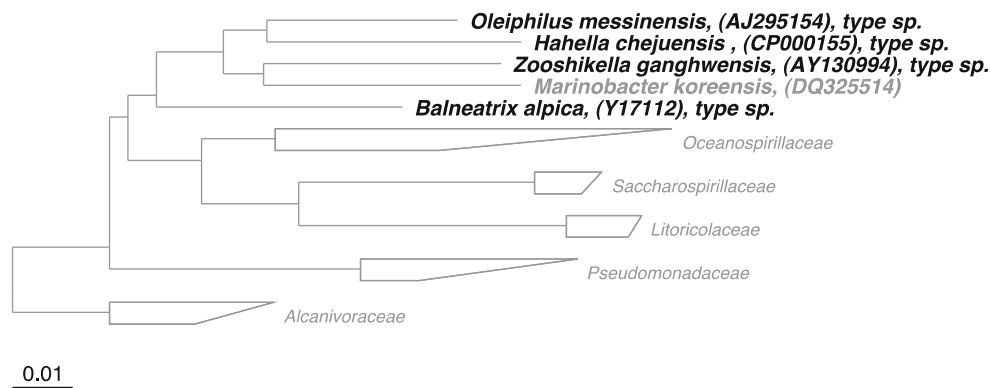 Oleiphilus messinensis, (AJ295154), type sp.
Hahella chejuensis , (CP000155), type sp.
Zooshikella ganghwensis, (AY130994), type sp.
Marinobacter koreensis, (DQ325514)
Balneatrix alpica, (Y17112), type sp.
Oceanospirillaceae
Saccharospirillaceae
Litoricolaceae
Pseudomonadaceae
Alcanivoraceae
0.01